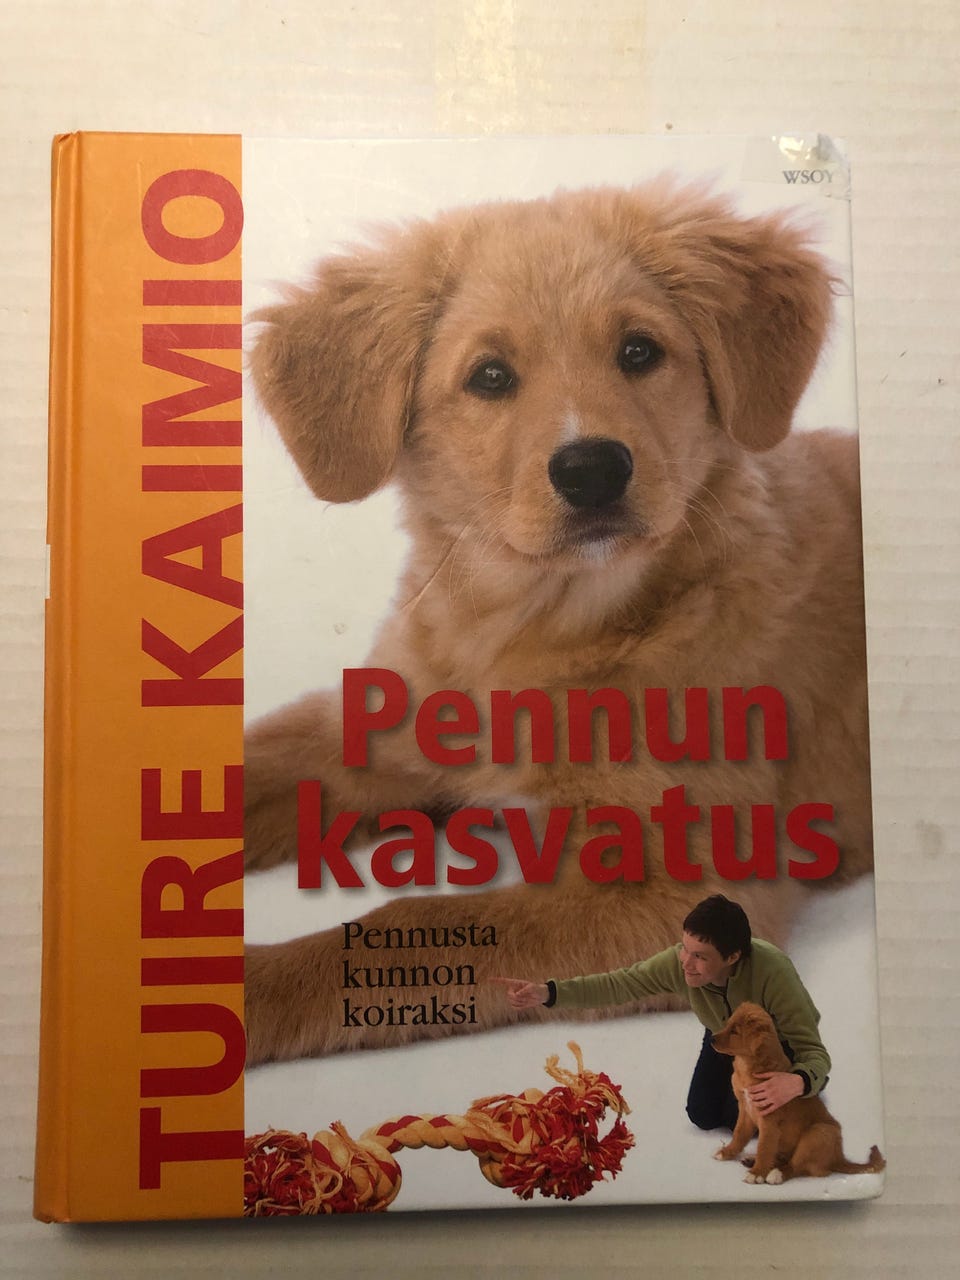 WSOY
TUIRE KAIMIO
Pennun
kasvatus
Pennusta
kunnon
koiraksi